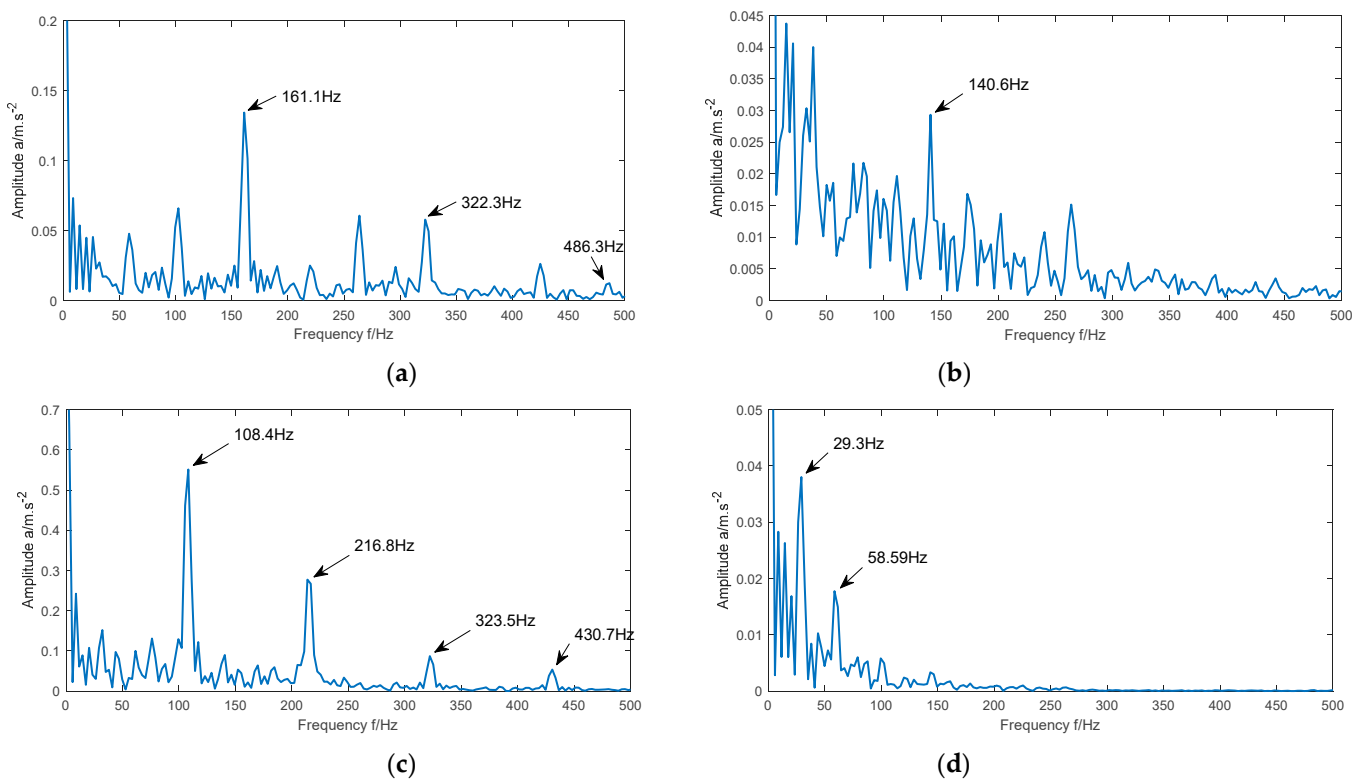 0.2
0.15
0.1
0.05
0
Amplitude a/m.s-2
161.1Hz
322.3Hz
486.3Hz
0 50 100 150 200 250 300 350 400 450 500
Frequency f/Hz
(a)
0.045
0.04
0.035
0.03
0.025
0.02
0.015
0.01
0.005
0
Amplitude a/m.s-2
140.6Hz
0 50 100 150 200 250 300 350 400 450 500
Frequency f/Hz
(b)
0.7
0.6
0.5
0.4
0.3
0.2
0.1
0
Amplitude a/m.s-2
108.4Hz
216.8Hz
323.5Hz
430.7Hz
0 50 100 150 200 250 300 350 400 450 500
Frequency f/Hz
(c)
0.05
0.04
0.03
0.02
0.01
0
Amplitude a/m.s-2
29.3Hz
58.59Hz
0 50 100 150 200 250 300 350 400 450 500
Frequency f/Hz
(d)